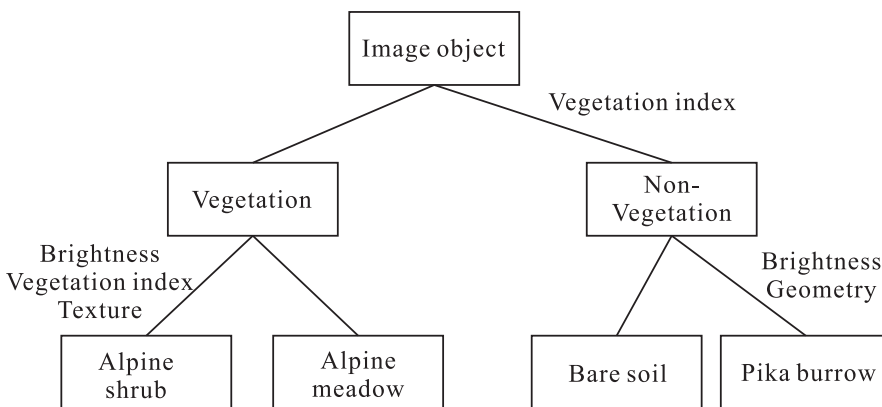 Image object
Vegetation index
Vegetation
Non-
Vegetation
Brightness
Vegetation index
Texture
Brightness
Geometry
Alpine
shrub
Alpine
meadow
Bare soil
Pika burrow